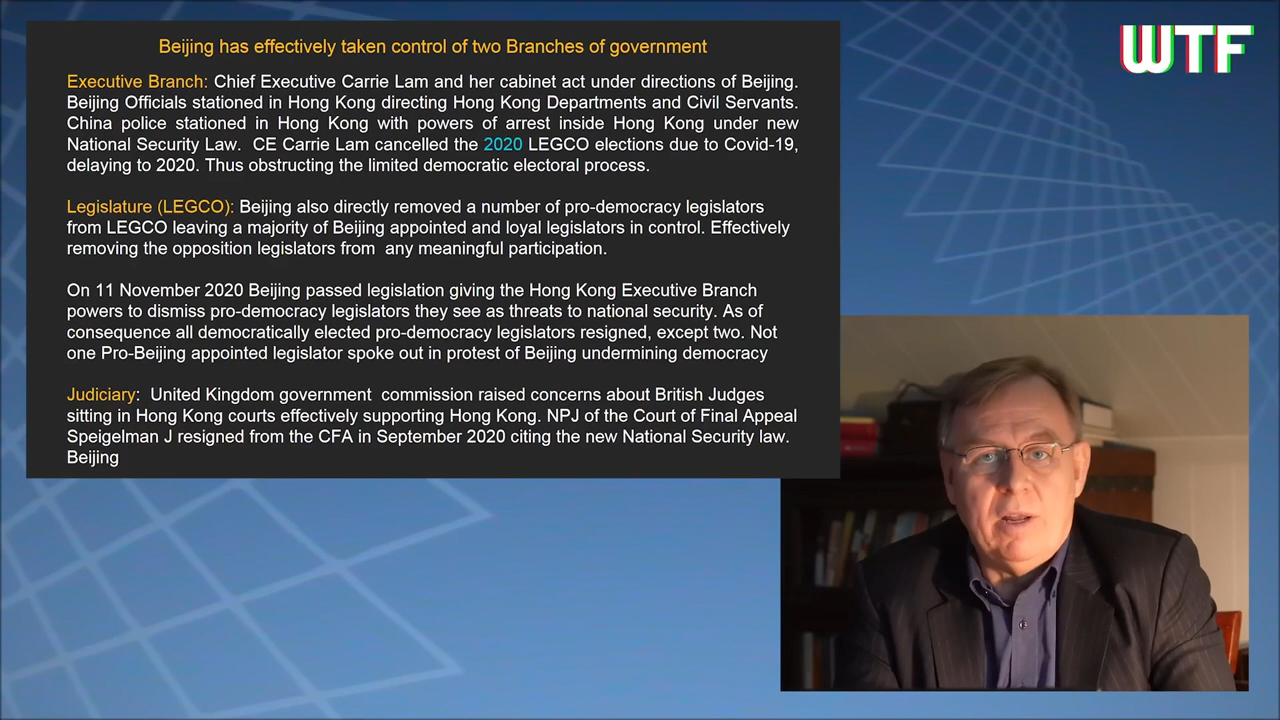 Beijing has effectively taken control of two Branches of government
Executive Branch: Chief Executive Carrie Lam and her cabinet act under directions of Beijing.
Beijing Officials stationed in Hong Kong directing Hong Kong Departments and Civil Servants.
China police stationed in Hong Kong with powers of arrest inside Hong Kong under new
National Security Law. CE Carrie Lam cancelled the 2020 LEGCO elections due to Covid-19,
delaying to 2020. Thus obstructing the limited democratic electoral process.
Legislature (LEGCO): Beijing also directly removed a number of pro-democracy legislators
from LEGCO leaving a majority of Beijing appointed and loyal legislators in control. Effectively
removing the opposition legislators from any meaningful participation.
On 11 November 2020 Beijing passed legislation giving the Hong Kong Executive Branch
powers to dismiss pro-democracy legislators they see as threats to national security. As of
consequence all democratically elected pro-democracy legislators resigned, except two. Not
one Pro-Beijing appointed legislator spoke out in protest of Beijing undermining democracy
Judiciary: United Kingdom government commission raised concerns about British Judges
sitting in Hong Kong courts effectively supporting Hong Kong. NPJ of the Court of Final Appeal
Speigelman J resigned from the CFA in September 2020 citing the new National Security law.
Beijing
WTF